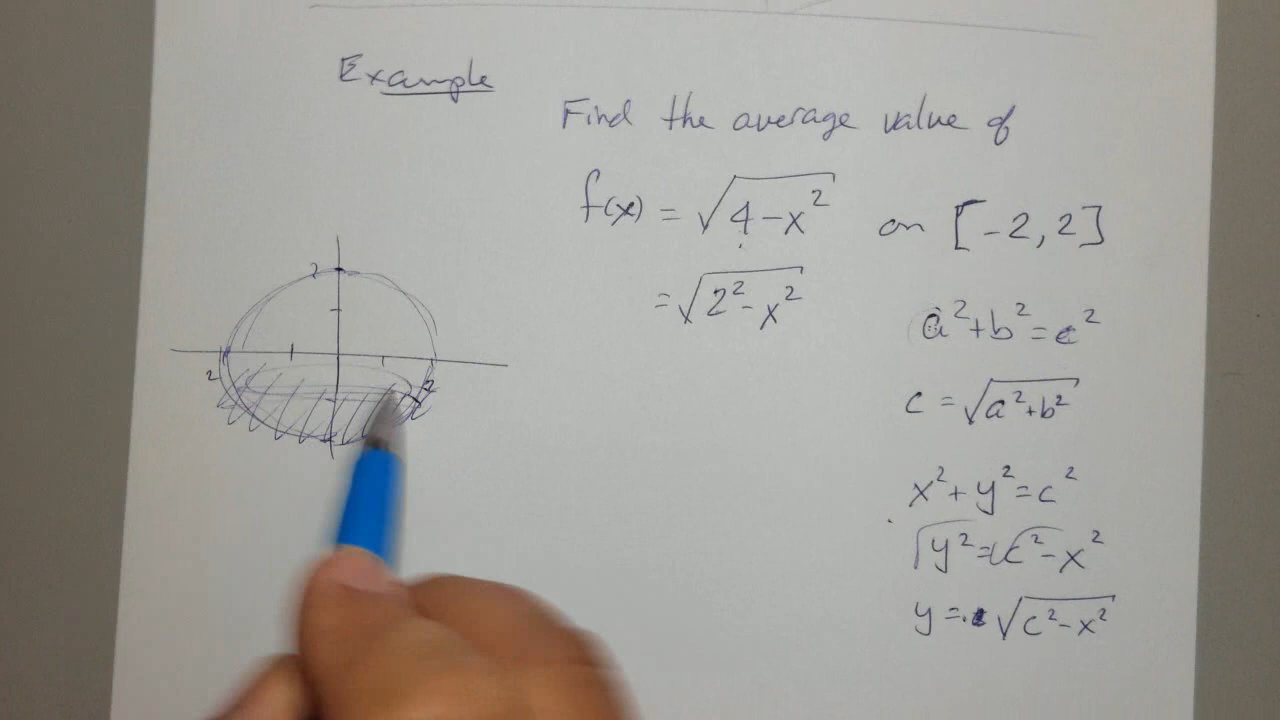 Example
Find the average value of
f(x) = √4-x² on [-2, 2]
= √2²-x²
2
2
2
a²+b²=c²
c = √a²+b²
x²+y²=c²
√y²=√c²-x²
y= √c²-x²